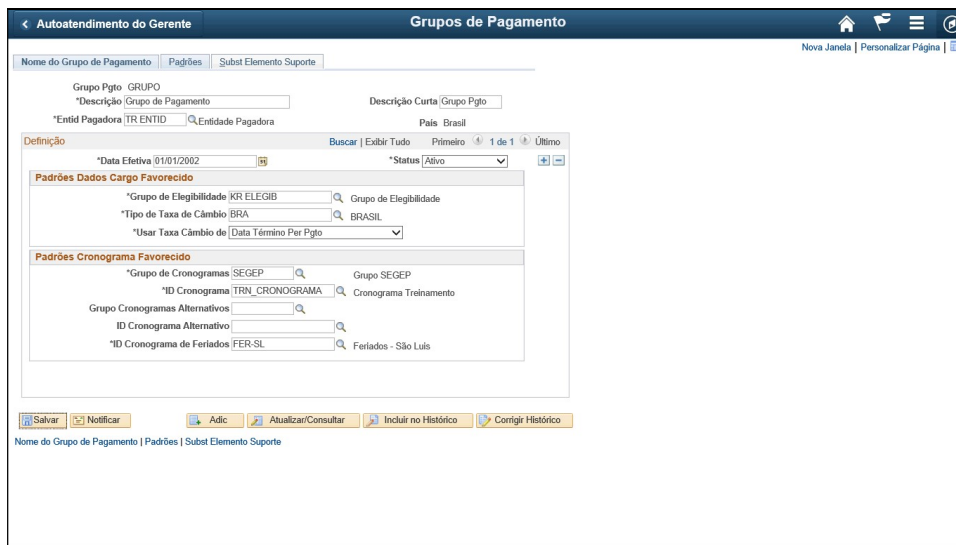 Autoatendimento do Gerente
Grupos de Pagamento
Nova Janela | Personalizar Página |
Nome do Grupo de Pagamento Padrões Subst Elemento Suporte
Grupo Pgto GRUPO
*Descrição Grupo de Pagamento Descrição Curta Grupo Pgto
*Entid Pagadora TR ENTID Entidade Pagadora País Brasil
Definição Buscar | Exibir Tudo Primeiro 1 de 1 Último
*Data Efetiva 01/01/2002 *Status Ativo
Padrões Dados Cargo Favorecido
*Grupo de Elegibilidade KR ELEGIB Grupo de Elegibilidade
*Tipo de Taxa de Câmbio BRA BRASIL
*Usar Taxa Câmbio de Data Término Per Pgto
Padrões Cronograma Favorecido
*Grupo de Cronogramas SEGEP Grupo SEGEP
*ID Cronograma TRN_CRONOGRAMA Cronograma Treinamento
Grupo Cronogramas Alternativos
ID Cronograma Alternativo
*ID Cronograma de Feriados FER-SL Feriados - São Luis
Salvar Notificar Adic Atualizar/Consultar Incluir no Histórico Corrigir Histórico
Nome do Grupo de Pagamento | Padrões | Subst Elemento Suporte